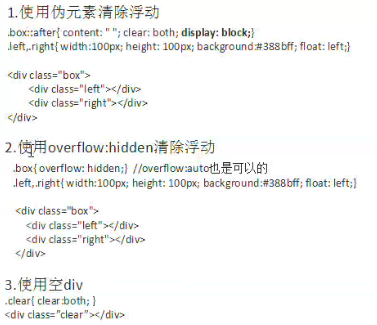 1.使用伪元素清除浮动
.box::after{ content: " "; clear: both; display: block;}
.left,.right{ width:100px; height: 100px; background:#388bff; float: left;}
<div class="box">
<div class="left"></div>
<div class="right"></div>
</div>
2.使用overflow:hidden清除浮动
.box{ overflow: hidden;} //overflow:auto也是可以的
.left,.right{ width:100px; height: 100px; background:#388bff; float: left;}
<div class="box">
<div class="left"></div>
<div class="right"></div>
</div>
3.使用空div
.clear{ clear:both; }
<div class="clear"></div>